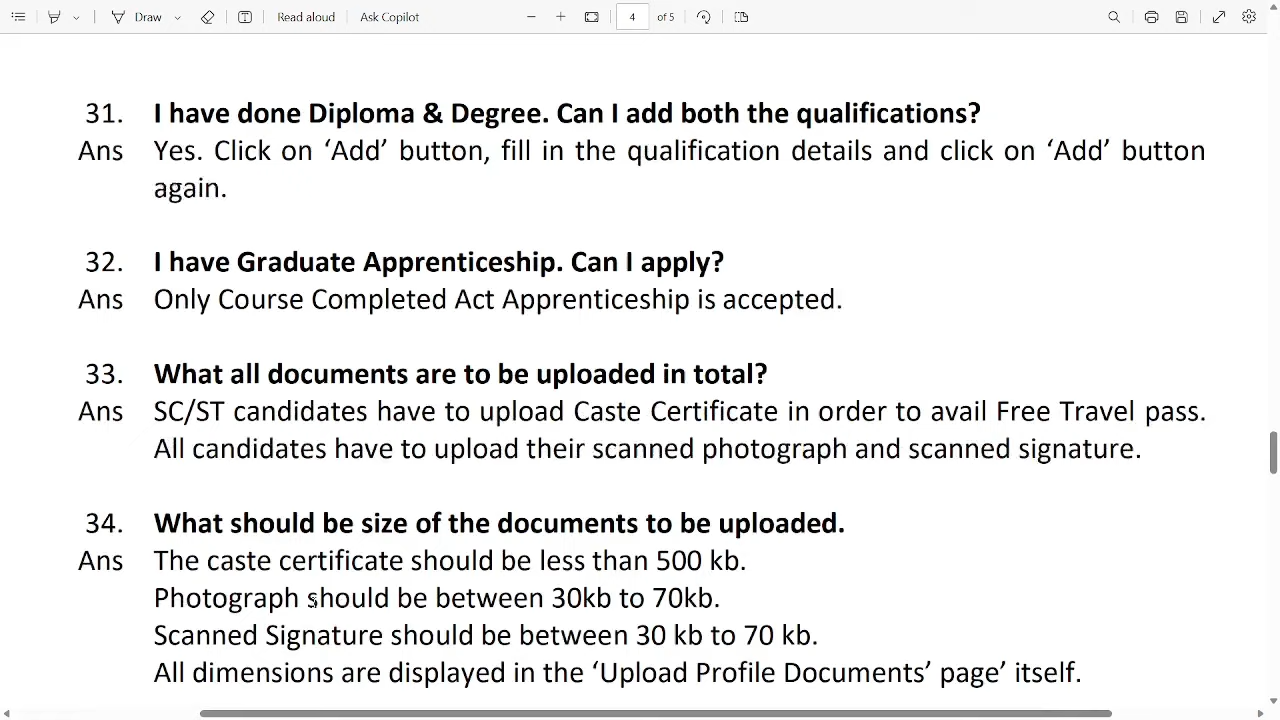 Draw Read aloud Ask Copilot 4 of 5
31. I have done Diploma & Degree. Can I add both the qualifications?
Ans Yes. Click on ‘Add’ button, fill in the qualification details and click on ‘Add’ button
again.
32. I have Graduate Apprenticeship. Can I apply?
Ans Only Course Completed Act Apprenticeship is accepted.
33. What all documents are to be uploaded in total?
Ans SC/ST candidates have to upload Caste Certificate in order to avail Free Travel pass.
All candidates have to upload their scanned photograph and scanned signature.
34. What should be size of the documents to be uploaded.
Ans The caste certificate should be less than 500 kb.
Photograph should be between 30kb to 70kb.
Scanned Signature should be between 30 kb to 70 kb.
All dimensions are displayed in the ‘Upload Profile Documents’ page’ itself.